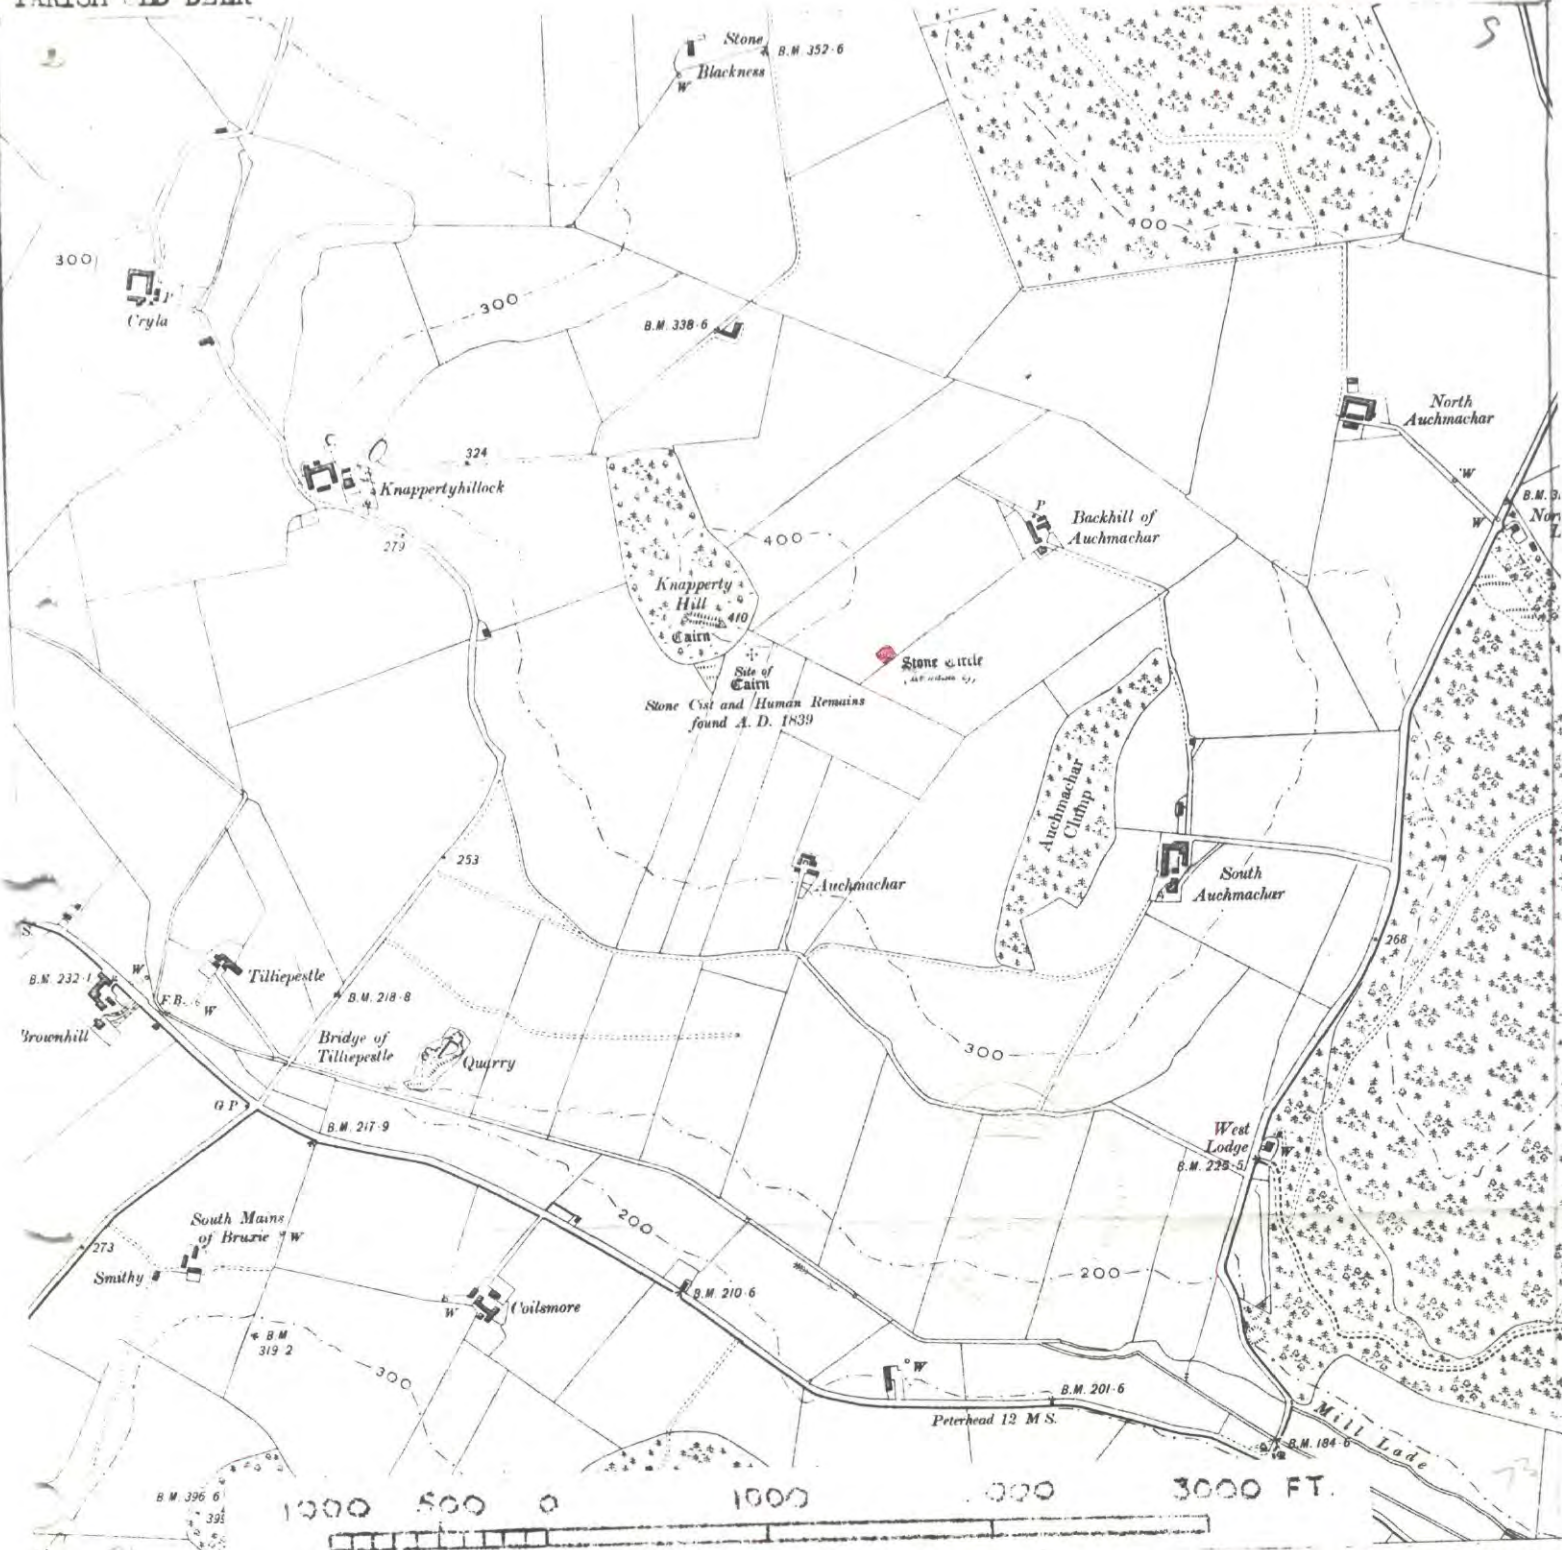 Stone
B.M. 352·6
Blackness
W
S
400
300
P
Cryla
300
B.M. 338·6
North
Auchmachar
W
W
B.M. 3
C
324
Knappertyhillock
279
P
Backhill of
Auchmachar
400
Knapperty
Hill
410
Cairn
Site of
Cairn
Stone Cist and Human Remains
found A.D. 1839
Stone Circle
Auchmachar
Clump
253
Auchmachar
South
Auchmachar
268
S.
B.M. 232·1
W
F.B.
W
Tilliepestle
B.M. 218·8
Brownhill
Bridge of
Tilliepestle
Quarry
300
G.P.
B.M. 217·9
West
Lodge
W
B.M. 225·5
South Mains
of Bruxie
W
273
Smithy
200
200
W
Coilsmore
B.M. 210·6
B.M.
319·2
300
W
B.M. 201·6
Peterhead 12 M.S.
Mill Lade
B.M. 184·6
B.M. 396·6
1000 500 0 1000 000 3000 FT.